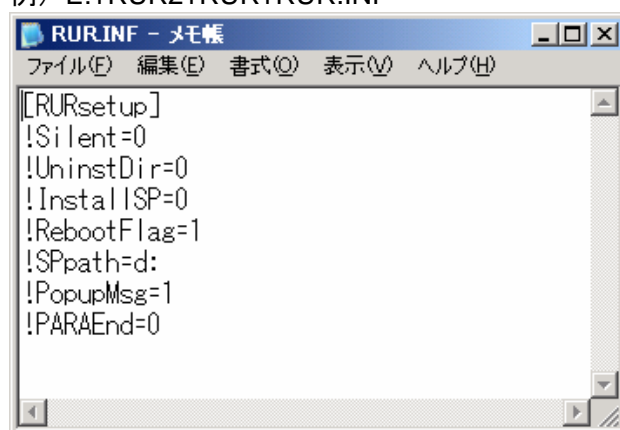 RUR.INF - メモ帳
ファイル(F) 編集(E) 書式(O) 表示(V) ヘルプ(H)
[RURsetup]
!Silent=0
!UninstDir=0
!InstallSP=0
!RebootFlag=1
!SPpath=d:
!PopupMsg=1
!PARAEnd=0